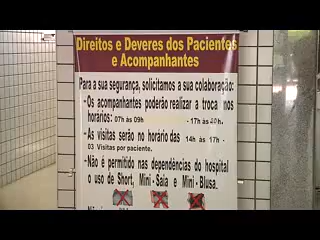 Direitos e Deveres dos Pacientes
e Acompanhantes
Para a sua segurança, solicitamos a sua colaboração:
-Os acompanhantes poderão realizar a troca nos
horários: 07h às 09h - 17h às 20h.
-As visitas serão no horário das 14h às 17h-
03 Visitas por paciente.
-Não é permitido nas dependências do hospital
o uso de Short, Mini-Saia e Mini-Blusa.